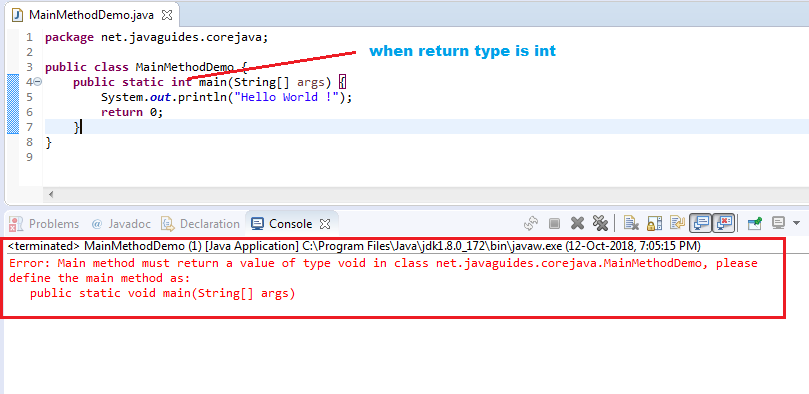 MainMethodDemo.java
1 package net.javaguides.corejava;
when return type is int
2
3 public class MainMethodDemo {
4 public static int main(String[] args) {
5 System.out.println("Hello World !");
6 return 0;
7 }
8 }
9
Problems @ Javadoc Declaration Console
<terminated> MainMethodDemo (1) [Java Application] C:\Program Files\Java\jdk1.8.0_172\bin\javaw.exe (12-Oct-2018, 7:05:15 PM)
Error: Main method must return a value of type void in class net.javaguides.corejava.MainMethodDemo, please
define the main method as:
public static void main(String[] args)